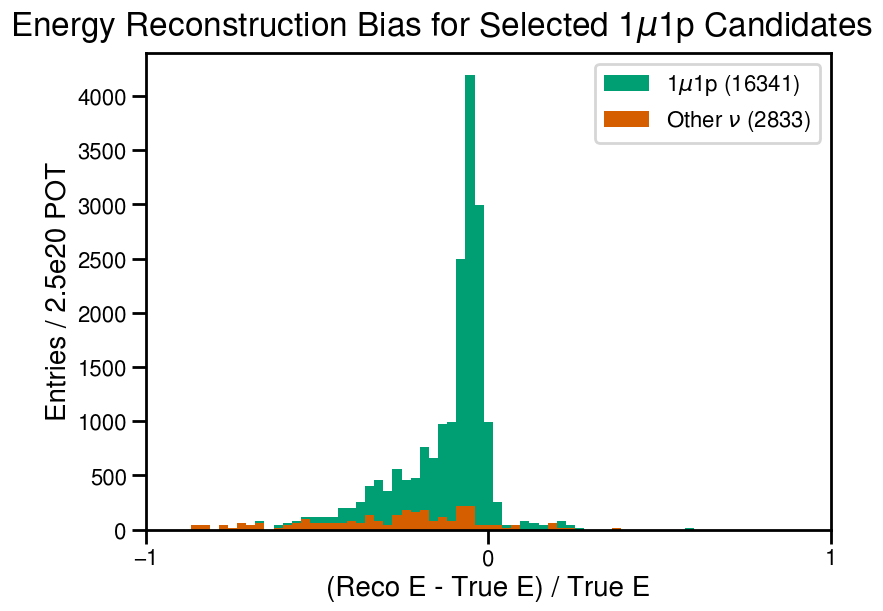 Energy Reconstruction Bias for Selected 1μ1p Candidates
1μ1p (16341)
Other ν (2833)
Entries / 2.5e20 POT
4000
3500
3000
2500
2000
1500
1000
500
0
−1
0
1
(Reco E - True E) / True E